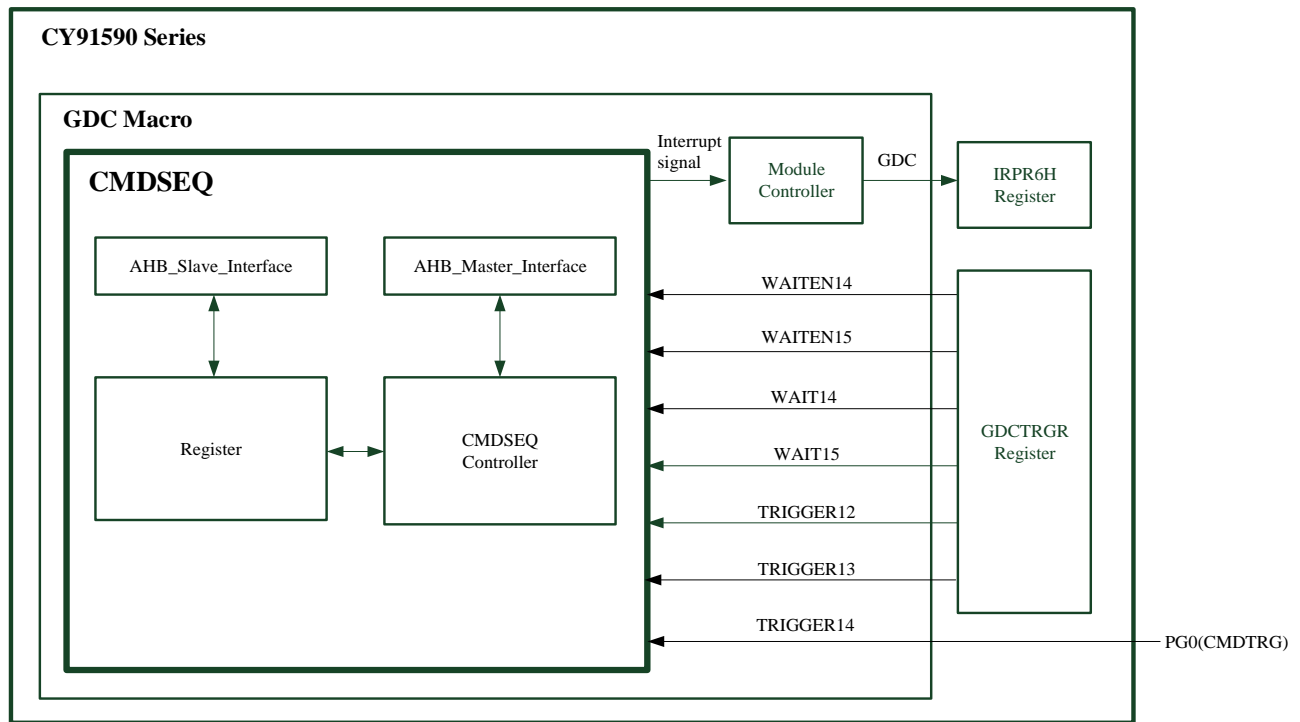 CY91590 Series
GDC Macro
CMDSEQ
Interrupt
signal
Module
Controller
GDC
IRPR6H
Register
AHB_Slave_Interface
AHB_Master_Interface
Register
CMDSEQ
Controller
WAITEN14
WAITEN15
WAIT14
WAIT15
TRIGGER12
TRIGGER13
TRIGGER14
GDCTRGR
Register
PG0(CMDTRG)